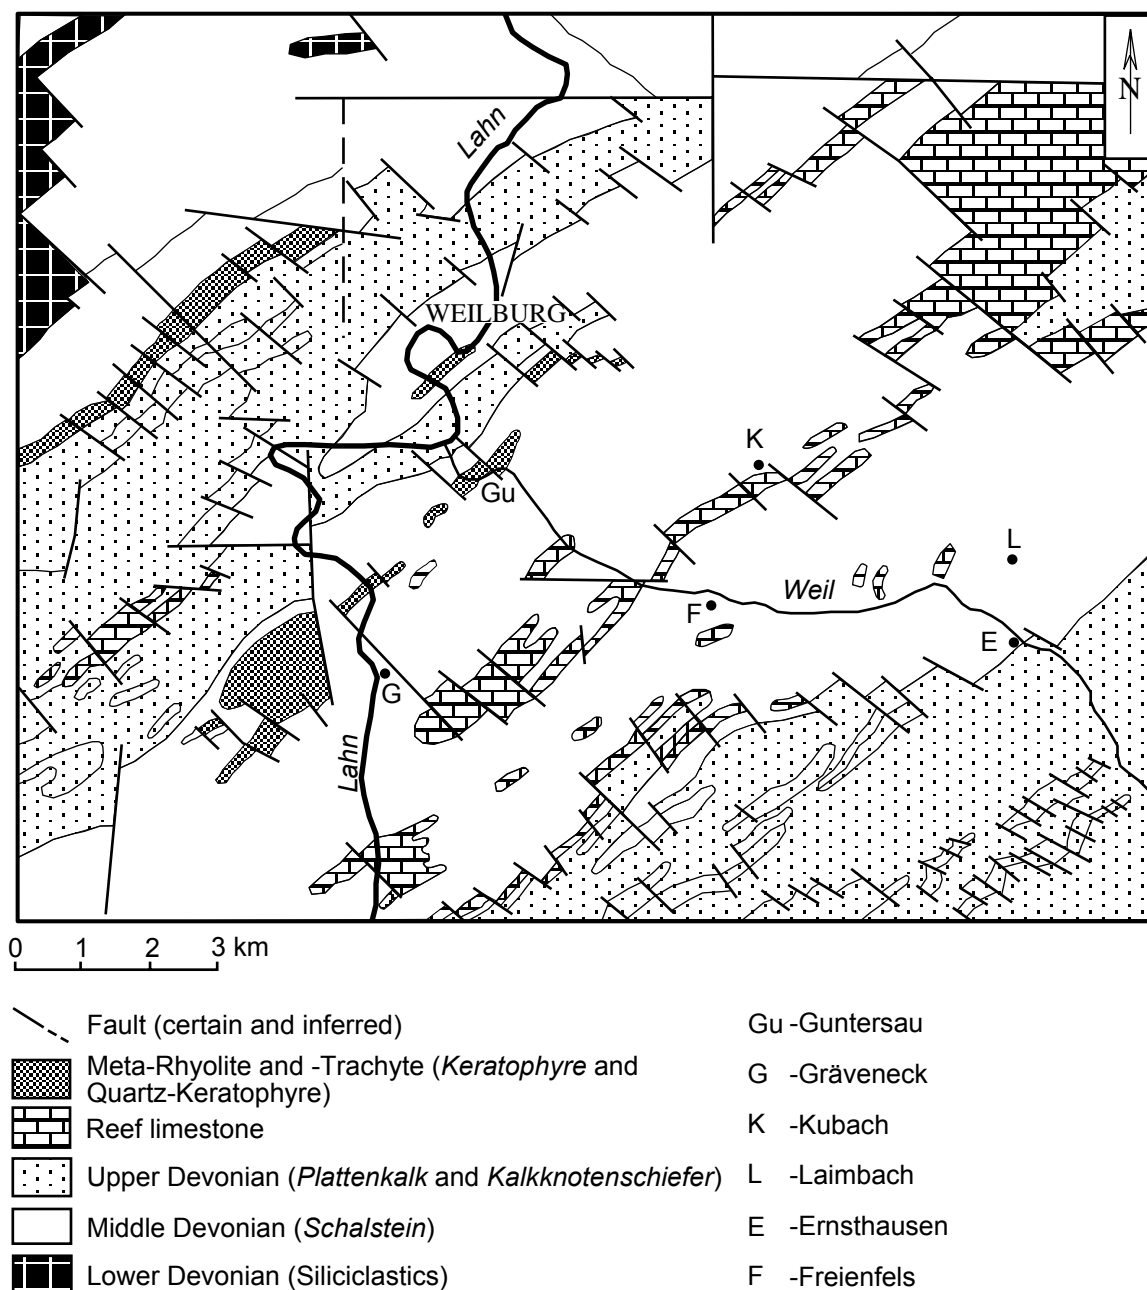 N
Lahn
WEILBURG
K
Gu
L
Weil
F
E
G
Lahn
0 1 2 3 km
Fault (certain and inferred)
Meta-Rhyolite and -Trachyte (Keratophyre and
Quartz-Keratophyre)
Reef limestone
Upper Devonian (Plattenkalk and Kalkknotenschiefer)
Middle Devonian (Schalstein)
Lower Devonian (Siliciclastics)
Gu -Guntersau
G -Gräveneck
K -Kubach
L -Laimbach
E -Ernsthausen
F -Freienfels